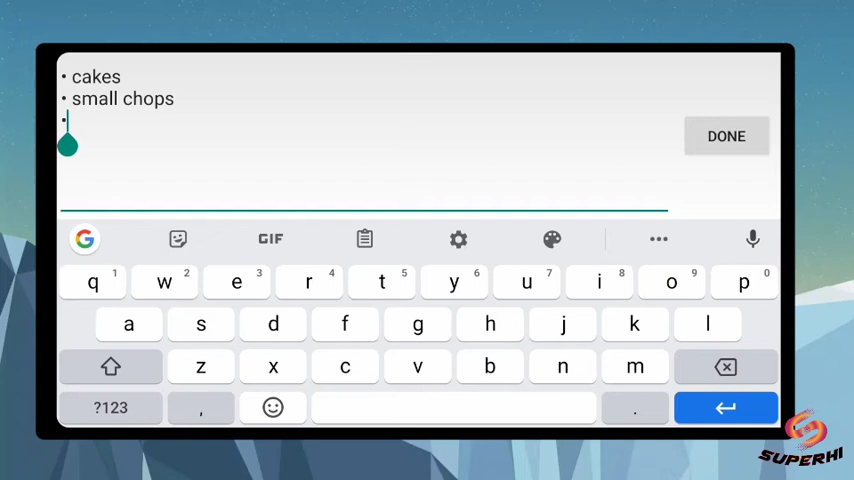 • cakes
• small chops
•
DONE
GIF
q 1 w 2 e 3 r 4 t 5 y 6 u 7 i 8 o 9 p 0
a s d f g h j k l
z x c v b n m
?123 , .
SUPERHI